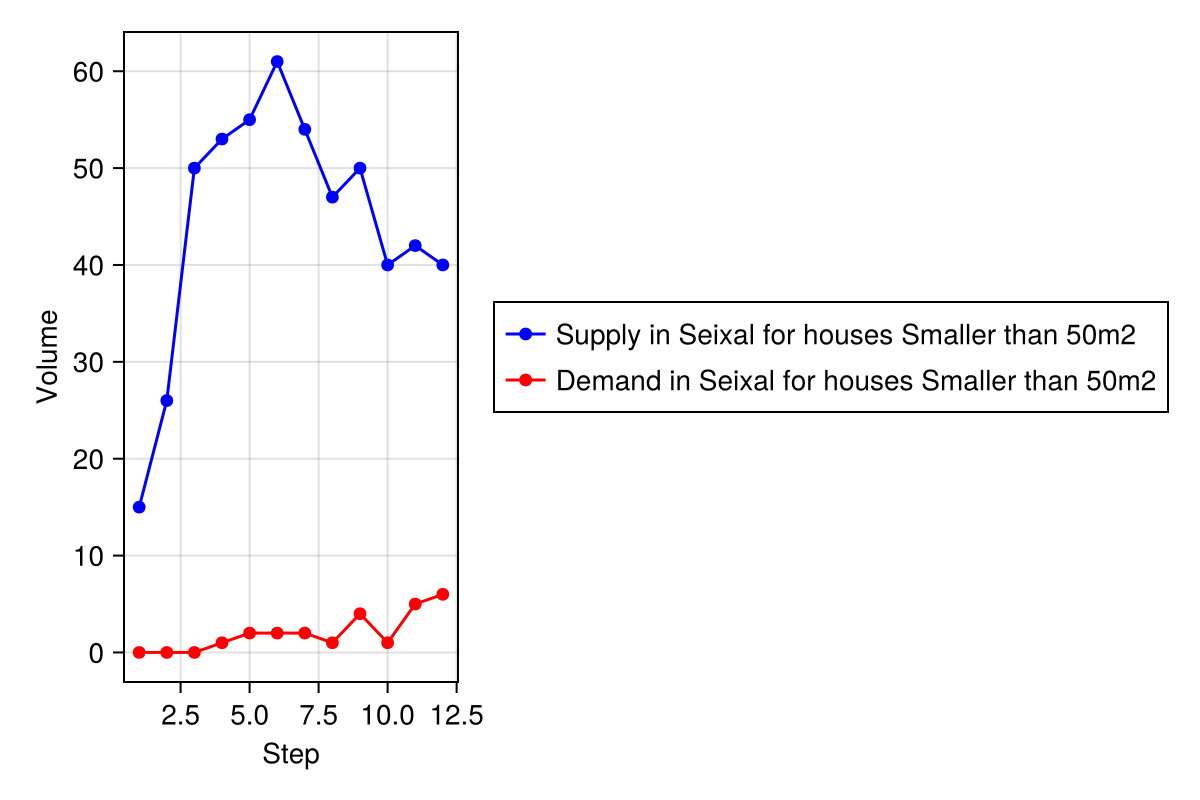 60
50
40
30
20
10
0
Volume
2.5 5.0 7.5 10.0 12.5
Step
Supply in Seixal for houses Smaller than 50m2
Demand in Seixal for houses Smaller than 50m2